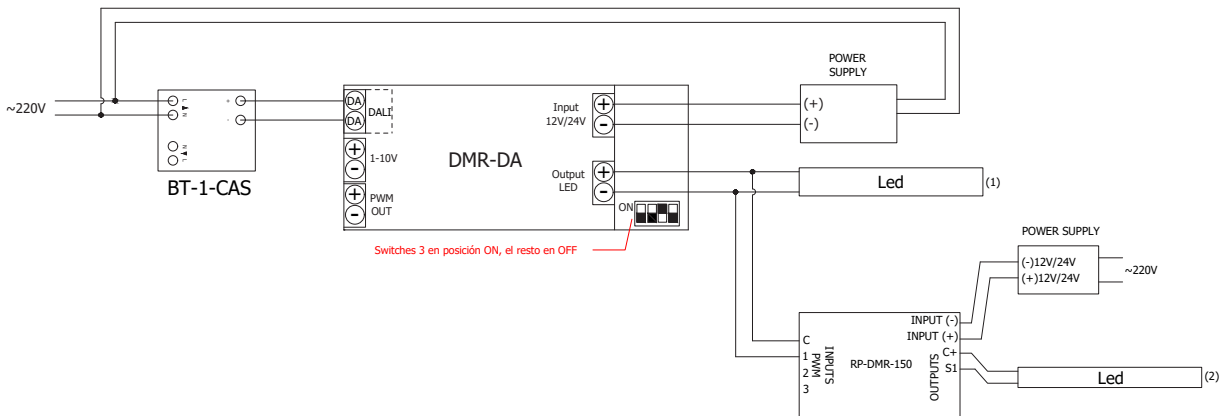 ~220V
L
N
+
-
N
L
BT-1-CAS
DA
DA
DALI
+
-
1-10V
+
-
PWM
OUT
DMR-DA
Input
12V/24V
+
-
Output
LED
+
-
ON
Switches 3 en posición ON, el resto en OFF
POWER
SUPPLY
(+)
(-)
Led
(1)
POWER SUPPLY
(-)12V/24V
(+)12V/24V
~220V
INPUT (-)
INPUT (+)
C
1
2
3
INPUTS
PWM
RP-DMR-150
OUTPUTS
C+
S1
Led
(2)